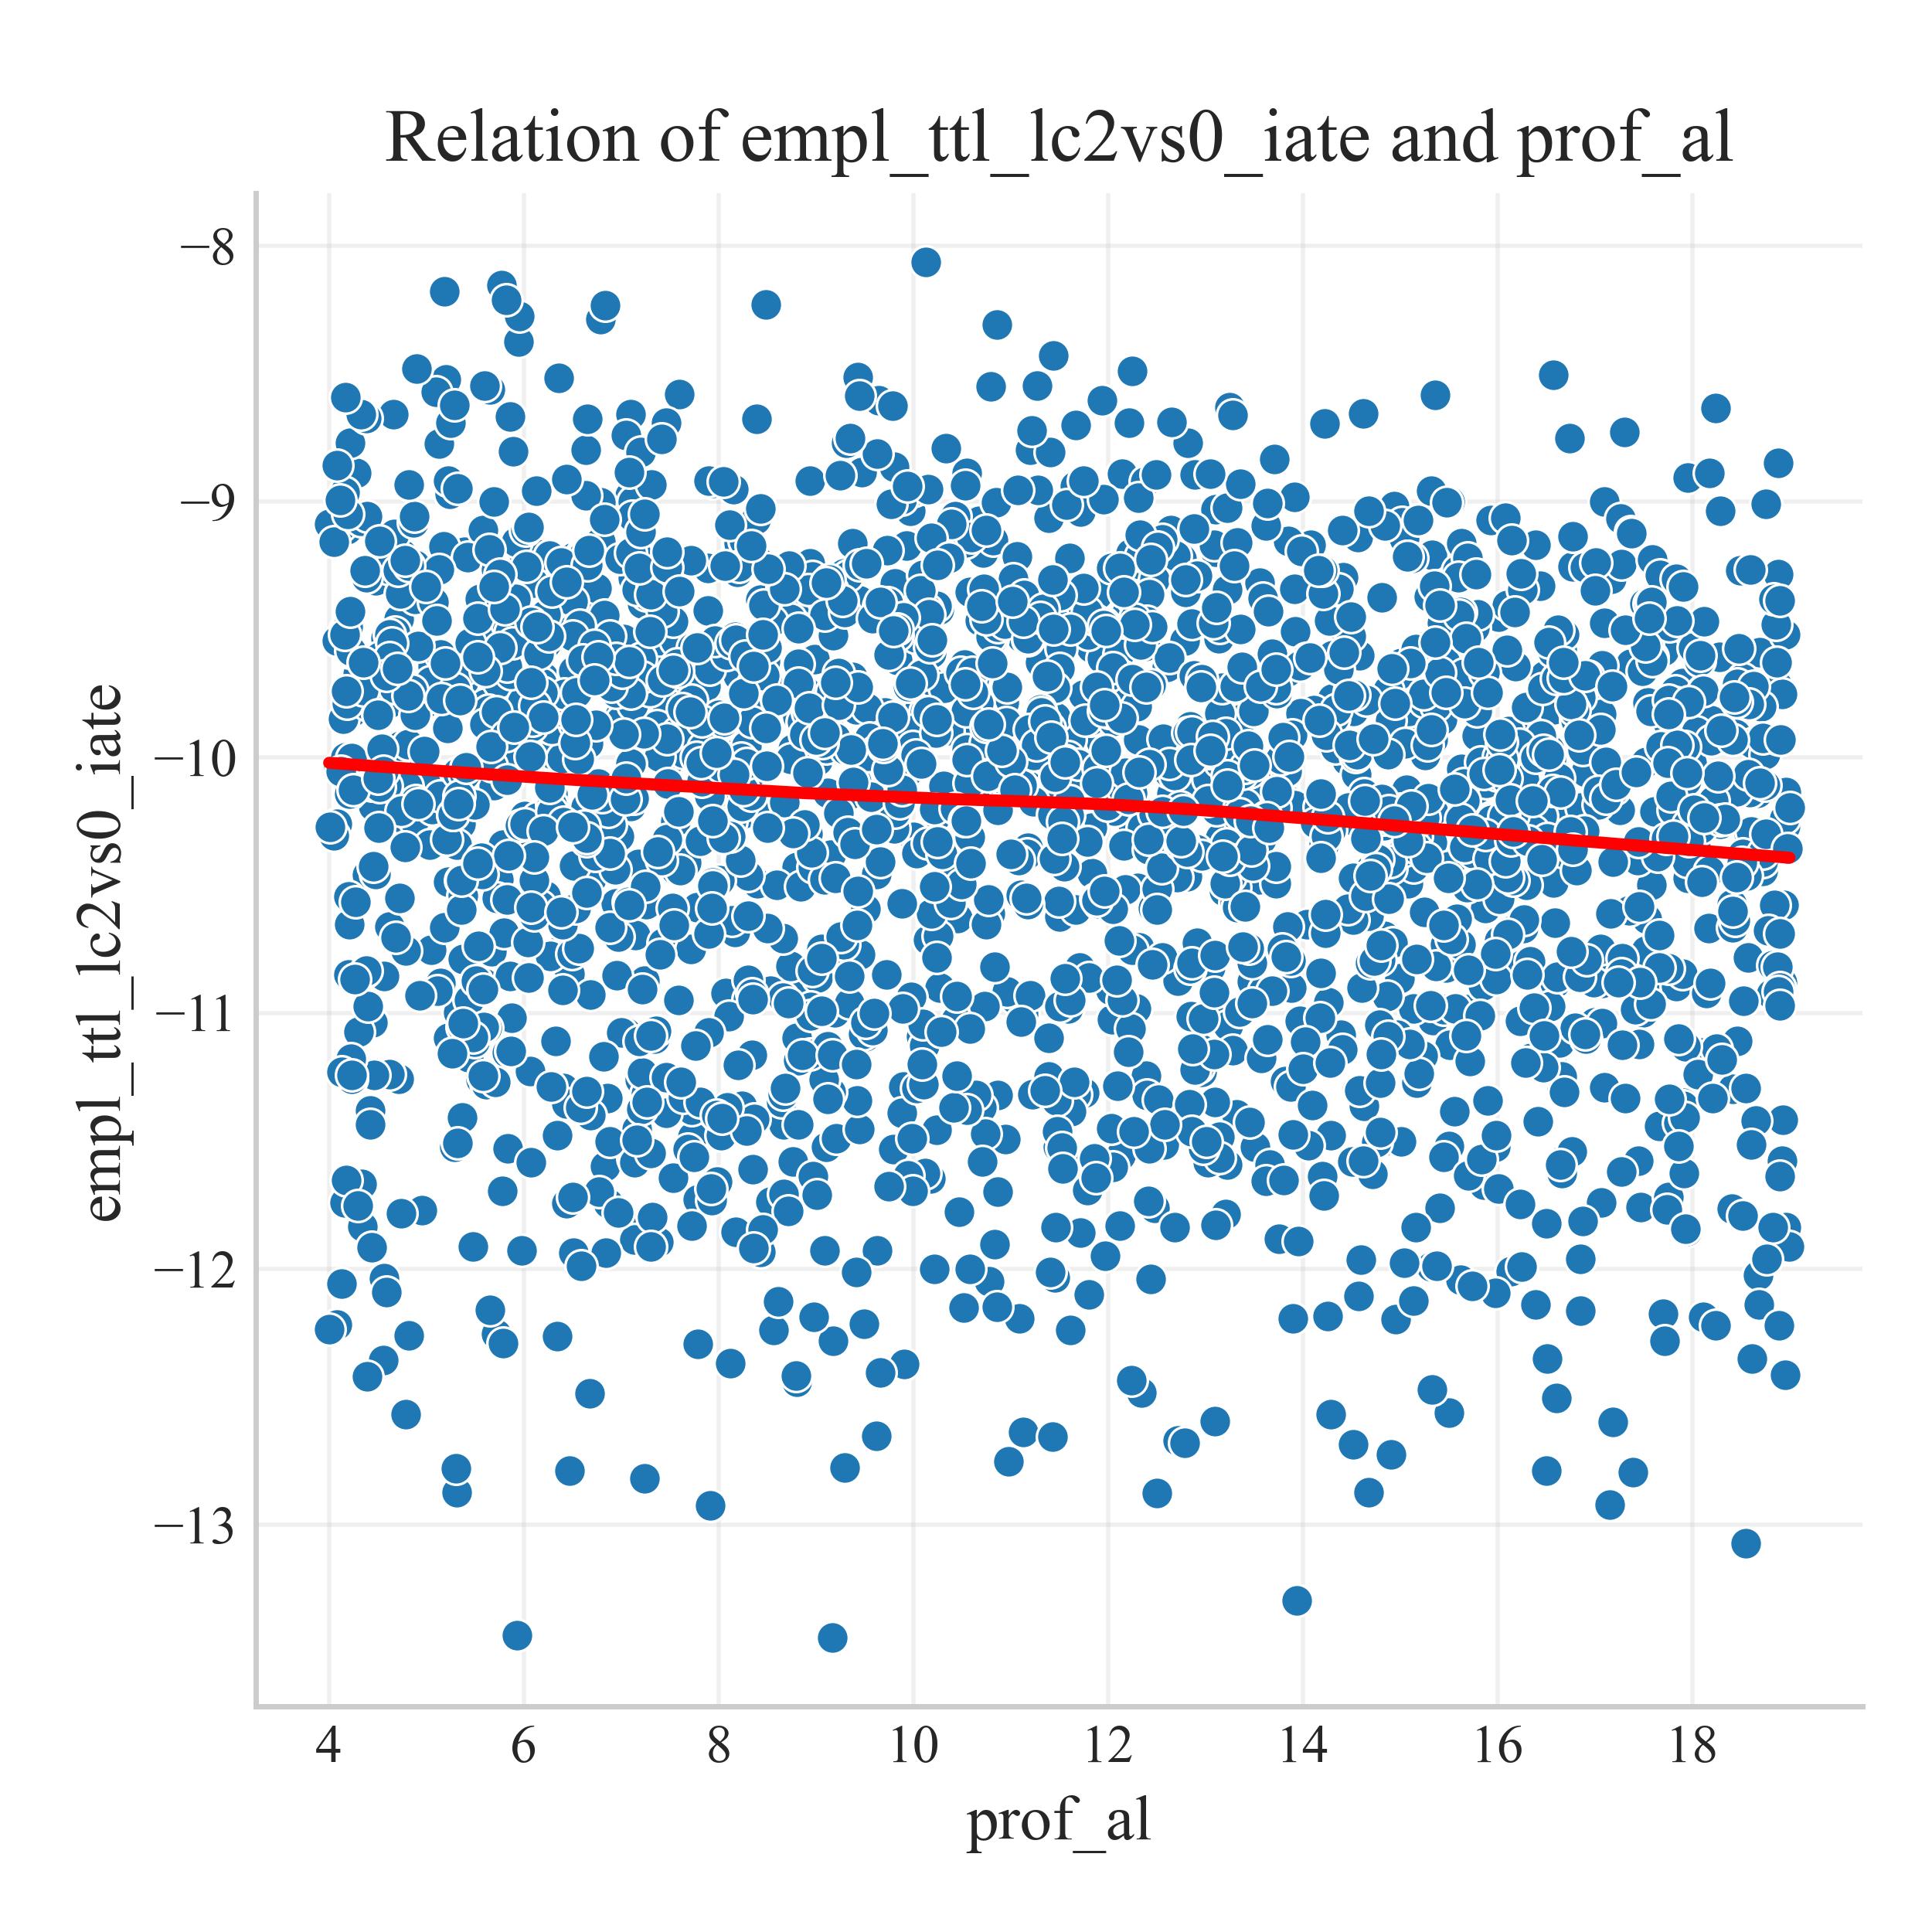 Relation of empl_ttl_lc2vs0_iate and prof_al
empl_ttl_lc2vs0_iate
−8
−9
−10
−11
−12
−13
4 6 8 10 12 14 16 18
prof_al